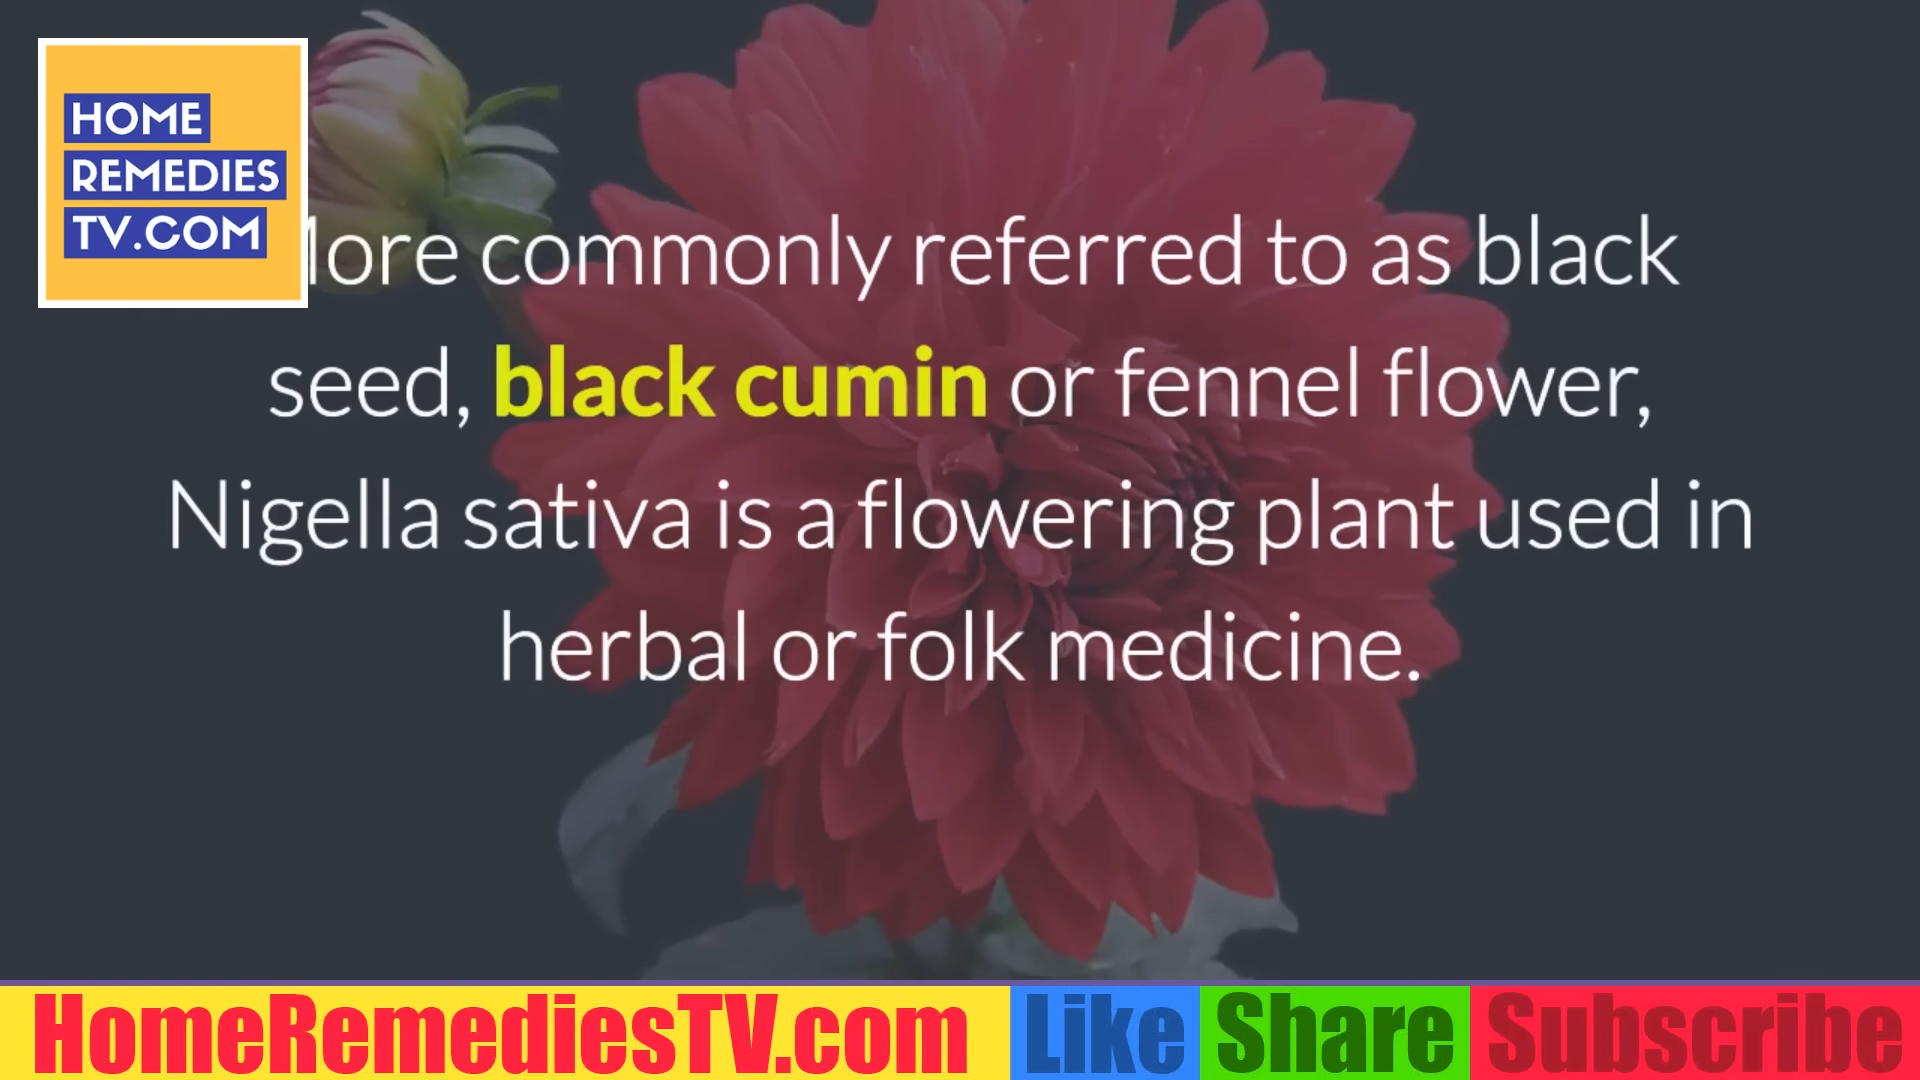 HOME
REMEDIES
TV.COM
commonly referred to as black
seed, black cumin or fennel flower,
Nigella sativa is a flowering plant used in
herbal or folk medicine.
HomeRemediesTV.com Like Share Subscribe